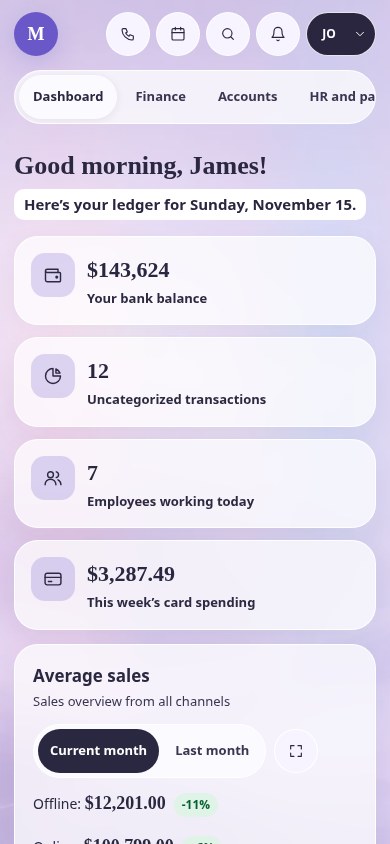 M
JO
Dashboard Finance Accounts HR and pa
Good morning, James!
Here’s your ledger for Sunday, November 15.
$143,624
Your bank balance
12
Uncategorized transactions
7
Employees working today
$3,287.49
This week’s card spending
Average sales
Sales overview from all channels
Current month Last month
Offline: $12,201.00 -11%